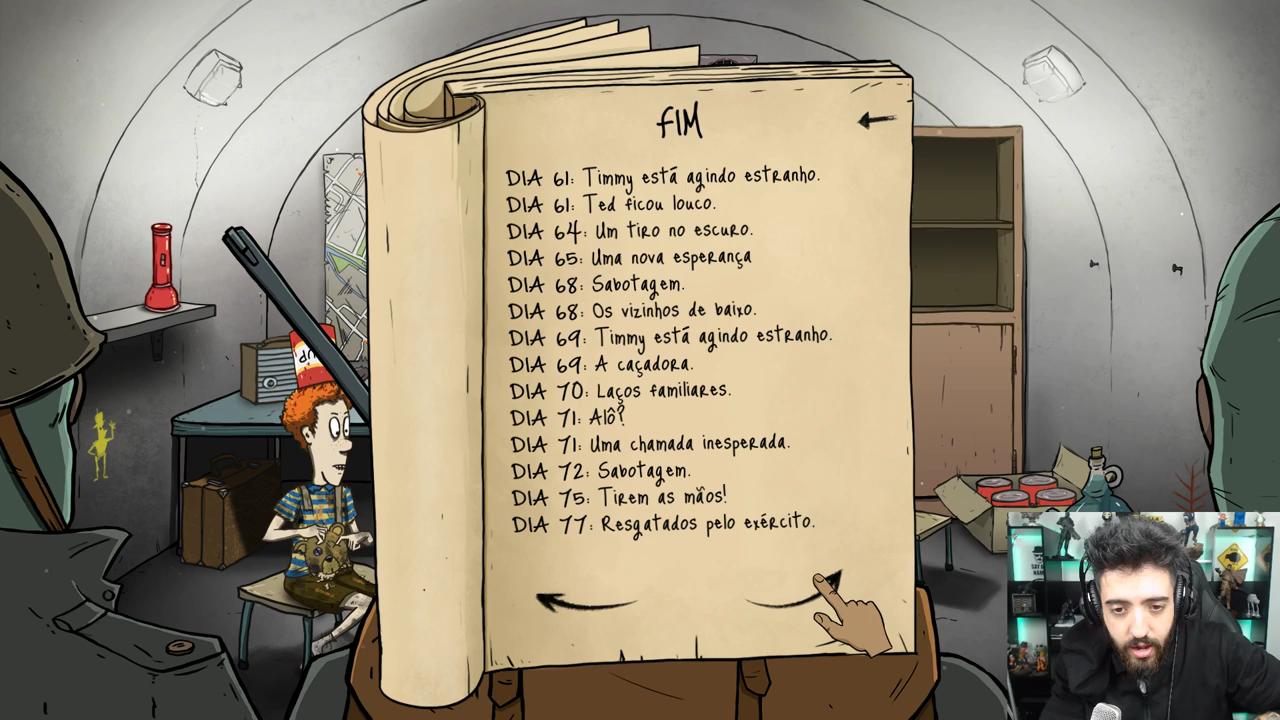 FIM
DIA 61: Timmy está agindo estranho.
DIA 61: Ted ficou louco.
DIA 64: Um tiro no escuro.
DIA 65: Uma nova esperança
DIA 68: Sabotagem.
DIA 68: Os vizinhos de baixo.
DIA 69: Timmy está agindo estranho.
DIA 69: A caçadora.
DIA 70: Laços familiares.
DIA 71: Alô?
DIA 71: Uma chamada inesperada.
DIA 72: Sabotagem.
DIA 75: Tirem as mãos!
DIA 77: Resgatados pelo exército.